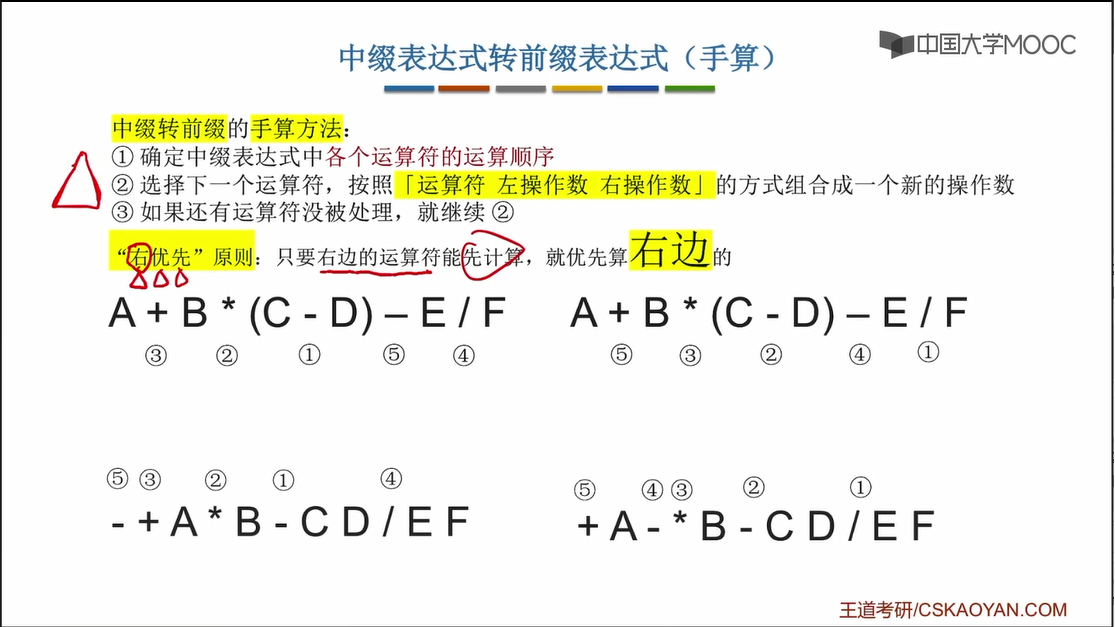 中国大学MOOC
中缀表达式转前缀表达式（手算）
中缀转前缀的手算方法：
① 确定中缀表达式中各个运算符的运算顺序
② 选择下一个运算符，按照「运算符 左操作数 右操作数」的方式组合成一个新的操作数
③ 如果还有运算符没被处理，就继续 ②
“右优先”原则：只要右边的运算符能先计算，就优先算右边的
A + B * (C - D) – E / F
③ ② ① ⑤ ④
A + B * (C - D) – E / F
⑤ ③ ② ④ ①
⑤ ③ ② ① ④
- + A * B - C D / E F
⑤ ④ ③ ② ①
+ A - * B - C D / E F
王道考研/CSKAOYAN.COM